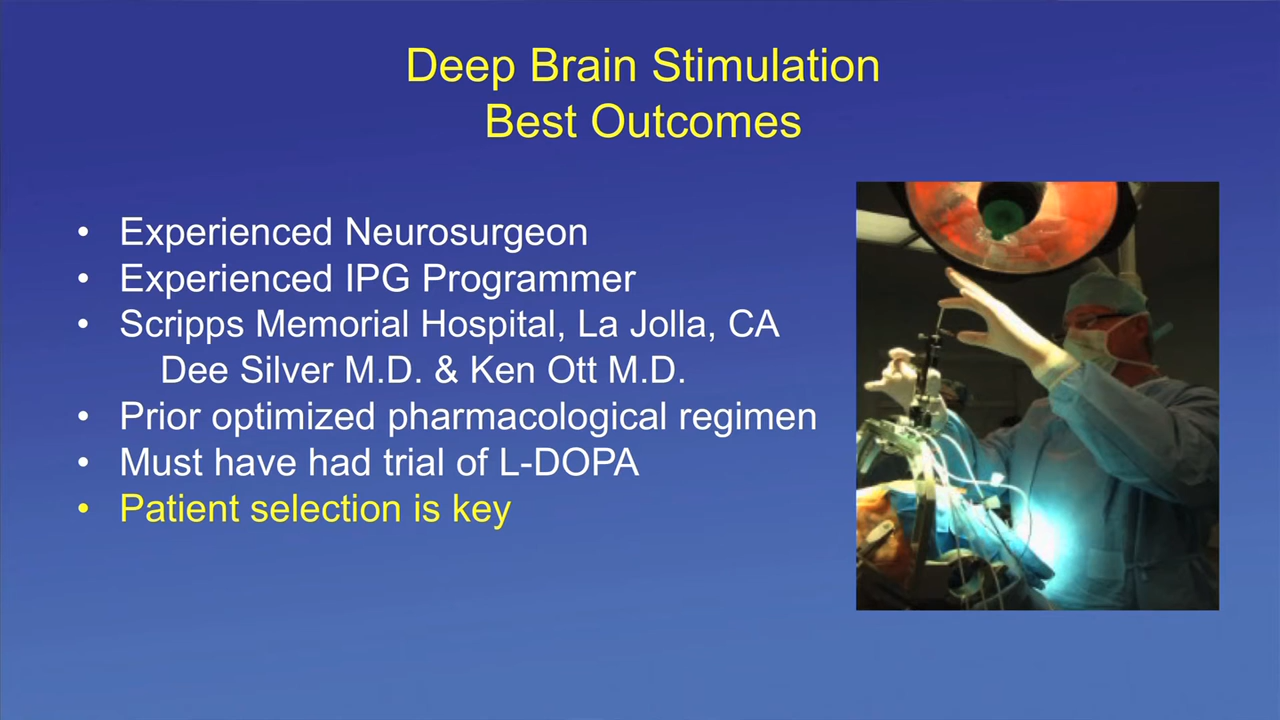 Deep Brain Stimulation
Best Outcomes
• Experienced Neurosurgeon
• Experienced IPG Programmer
• Scripps Memorial Hospital, La Jolla, CA
Dee Silver M.D. & Ken Ott M.D.
• Prior optimized pharmacological regimen
• Must have had trial of L-DOPA
• Patient selection is key